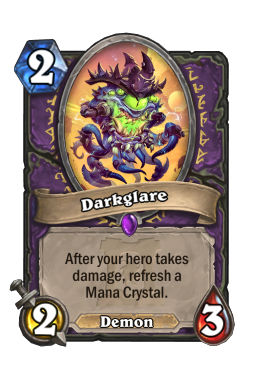 2
Darkglare
After your hero takes
damage, refresh a
Mana Crystal.
2
Demon
3